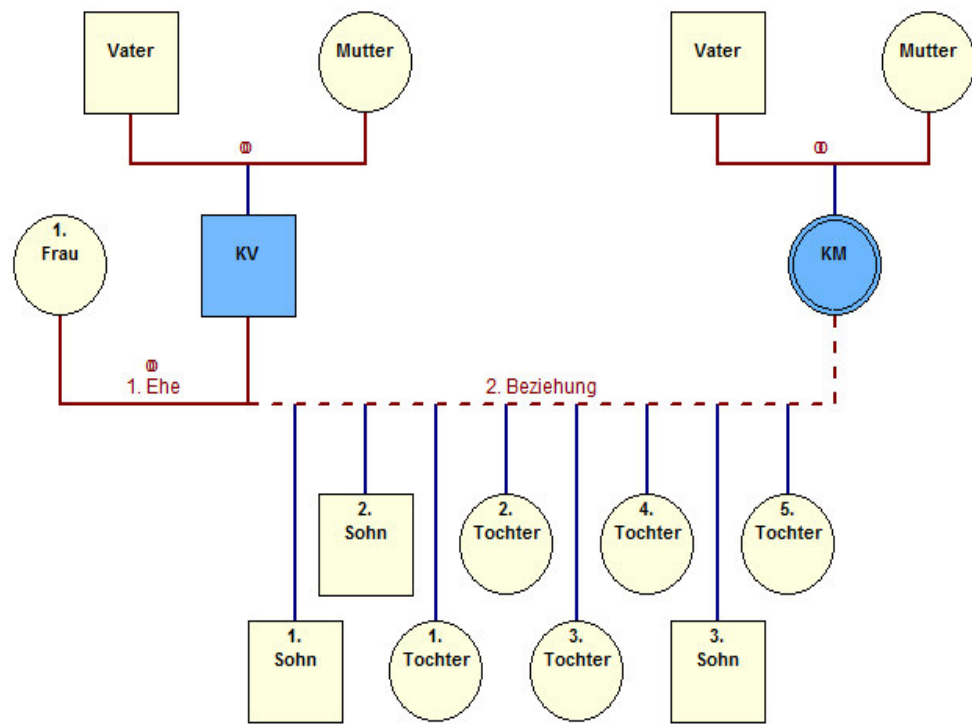 Vater
Mutter
Vater
Mutter
ꝏ
ꝏ
1.
Frau
KV
KM
ꝏ
1. Ehe
2. Beziehung
2.
Sohn
2.
Tochter
4.
Tochter
5.
Tochter
1.
Sohn
1.
Tochter
3.
Tochter
3.
Sohn